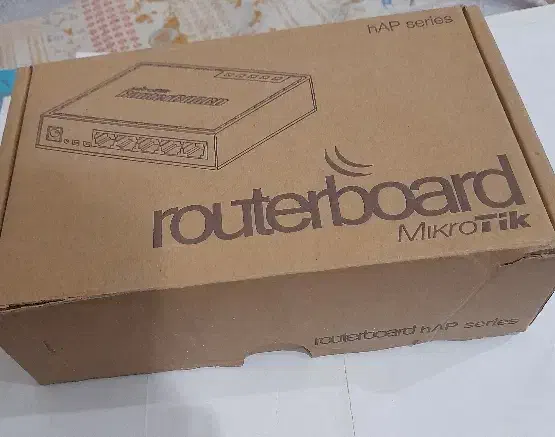 hAP series
routerboard
MikroTik
routerboard hAP series